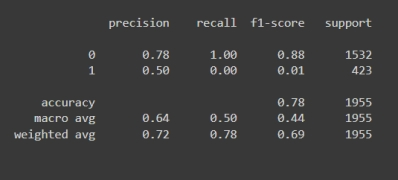 precision recall f1-score support
0 0.78 1.00 0.88 1532
1 0.50 0.00 0.01 423
accuracy 0.78 1955
macro avg 0.64 0.50 0.44 1955
weighted avg 0.72 0.78 0.69 1955